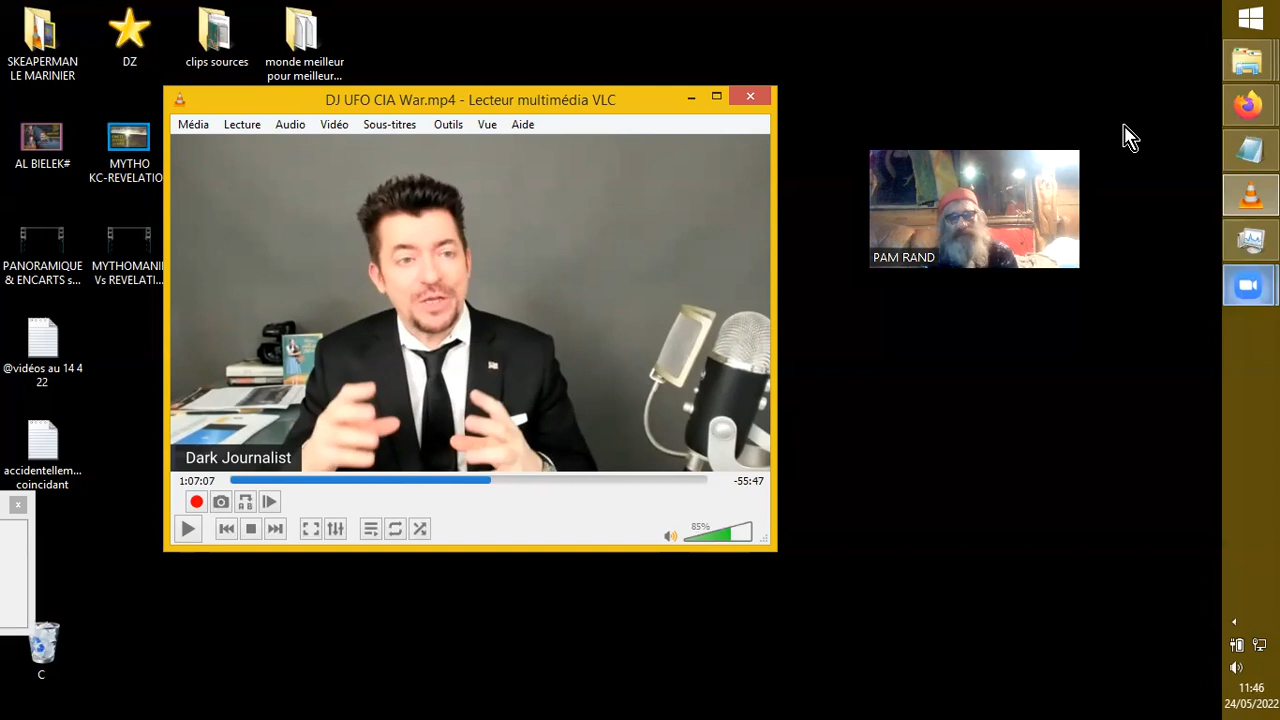 SKEAPERMAN
LE MARINIER
DZ
clips sources
monde meilleur
pour meilleur...
DJ UFO CIA War.mp4 - Lecteur multimédia VLC
Média Lecture Audio Vidéo Sous-titres Outils Vue Aide
AL BIELEK#
MYTHO
KC-REVELATIO
PANORAMIQUE
& ENCARTS s...
MYTHOMANI
Vs REVELATI...
@vidéos au 14 4
22
accidentellem...
coincidant
PAM RAND
Dark Journalist
1:07:07
-55:47
A B
85%
C
11:46
24/05/2022